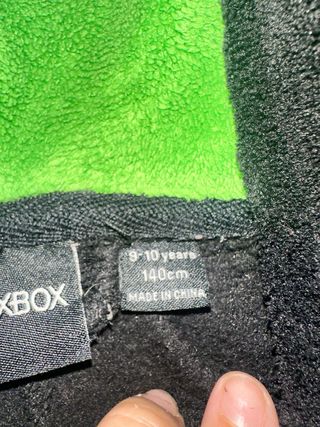 XBOX
9-10 years
140cm
MADE IN CHINA